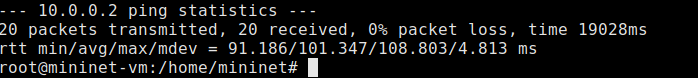 --- 10.0.0.2 ping statistics ---
20 packets transmitted, 20 received, 0% packet loss, time 19028ms
rtt min/avg/max/mdev = 91.186/101.347/108.803/4.813 ms
root@mininet-vm:/home/mininet#